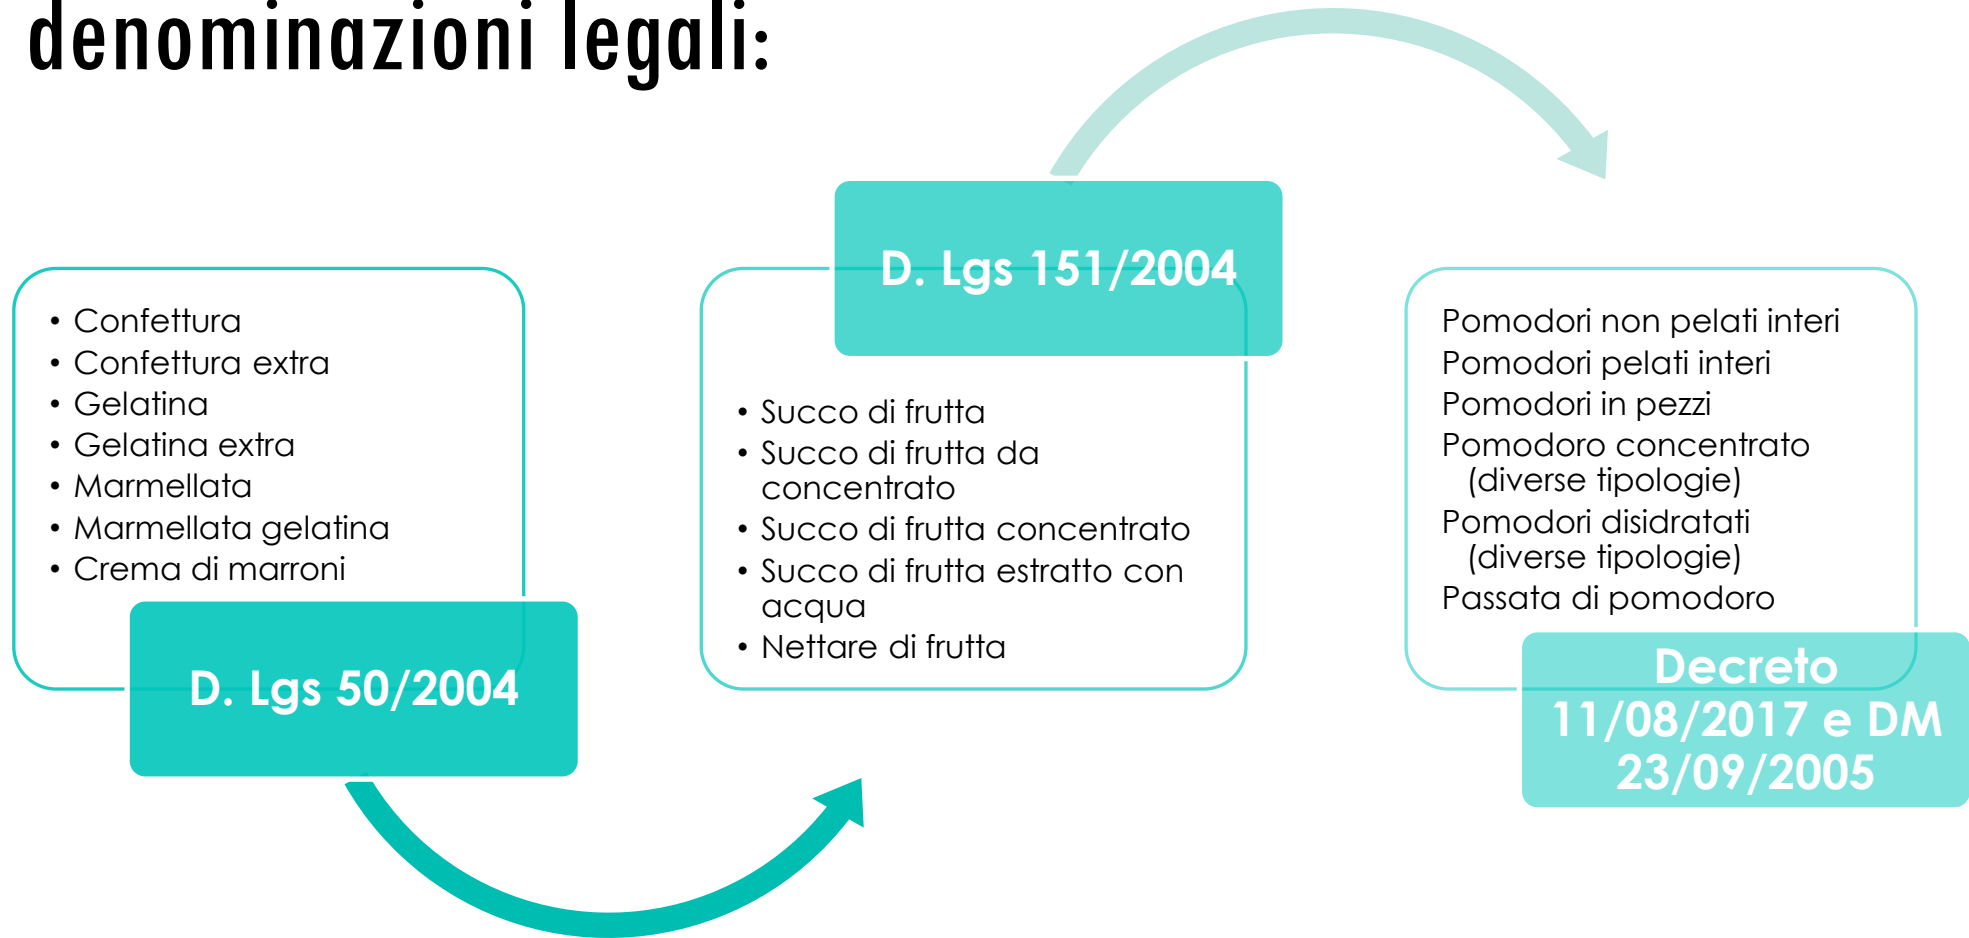 denominazioni legali:
• Confettura
• Confettura extra
• Gelatina
• Gelatina extra
• Marmellata
• Marmellata gelatina
• Crema di marroni
D. Lgs 50/2004
D. Lgs 151/2004
• Succo di frutta
• Succo di frutta da
concentrato
• Succo di frutta concentrato
• Succo di frutta estratto con
acqua
• Nettare di frutta
Pomodori non pelati interi
Pomodori pelati interi
Pomodori in pezzi
Pomodoro concentrato
(diverse tipologie)
Pomodori disidratati
(diverse tipologie)
Passata di pomodoro
Decreto
11/08/2017 e DM
23/09/2005